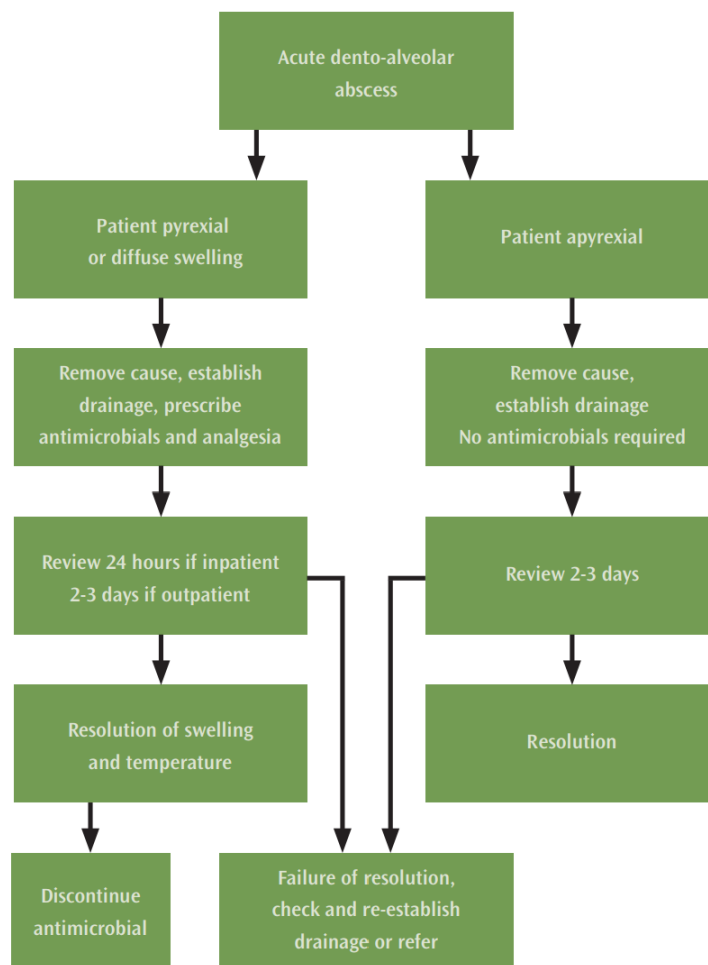 Acute dento-alveolar
abscess
Patient pyrexial
or diffuse swelling
Patient apyrexial
Remove cause, establish
drainage, prescribe
antimicrobials and analgesia
Remove cause,
establish drainage
No antimicrobials required
Review 24 hours if inpatient
2-3 days if outpatient
Review 2-3 days
Resolution of swelling
and temperature
Resolution
Discontinue
antimicrobial
Failure of resolution,
check and re-establish
drainage or refer